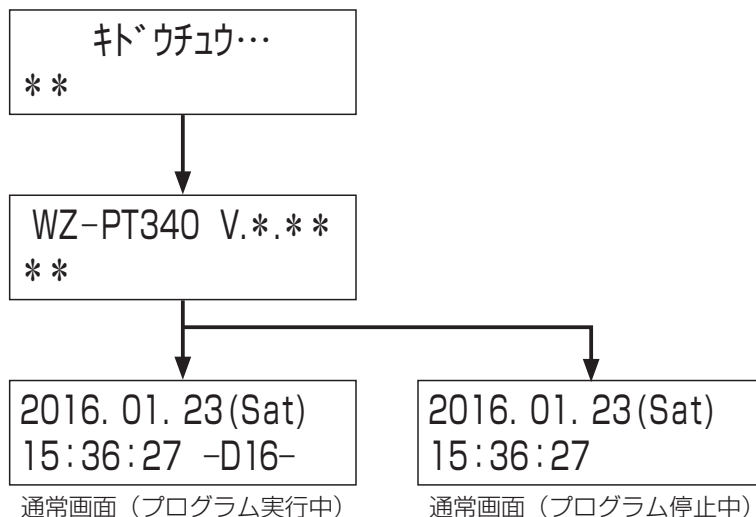 ｷﾄﾞｳﾁｭｳ…
**
WZ-PT340 V.*.**
**
2016. 01. 23(Sat)
15:36:27 -D16-
通常画面（プログラム実行中）
2016. 01. 23(Sat)
15:36:27
通常画面（プログラム停止中）